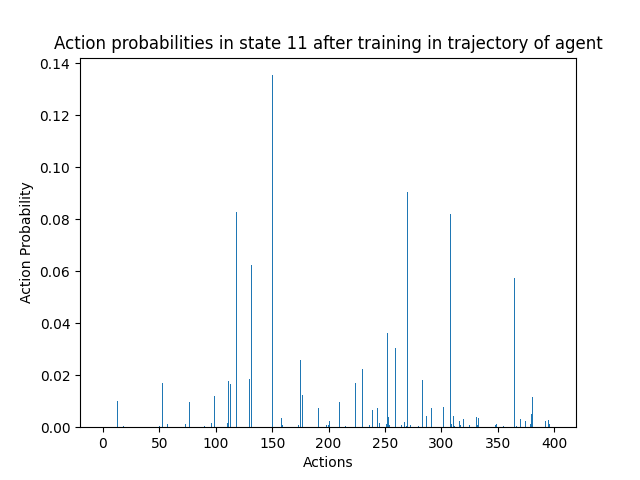 Action probabilities in state 11 after training in trajectory of agent
0.14
0.12
0.10
0.08
0.06
0.04
0.02
0.00
Action Probability
0 50 100 150 200 250 300 350 400
Actions